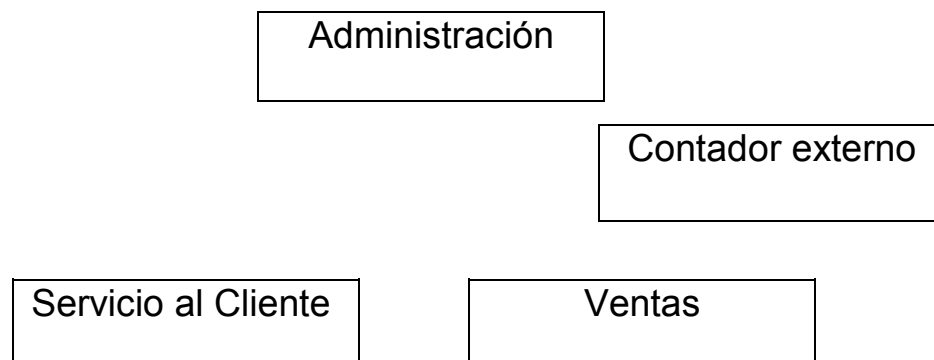 Administración
Contador externo
Servicio al Cliente
Ventas